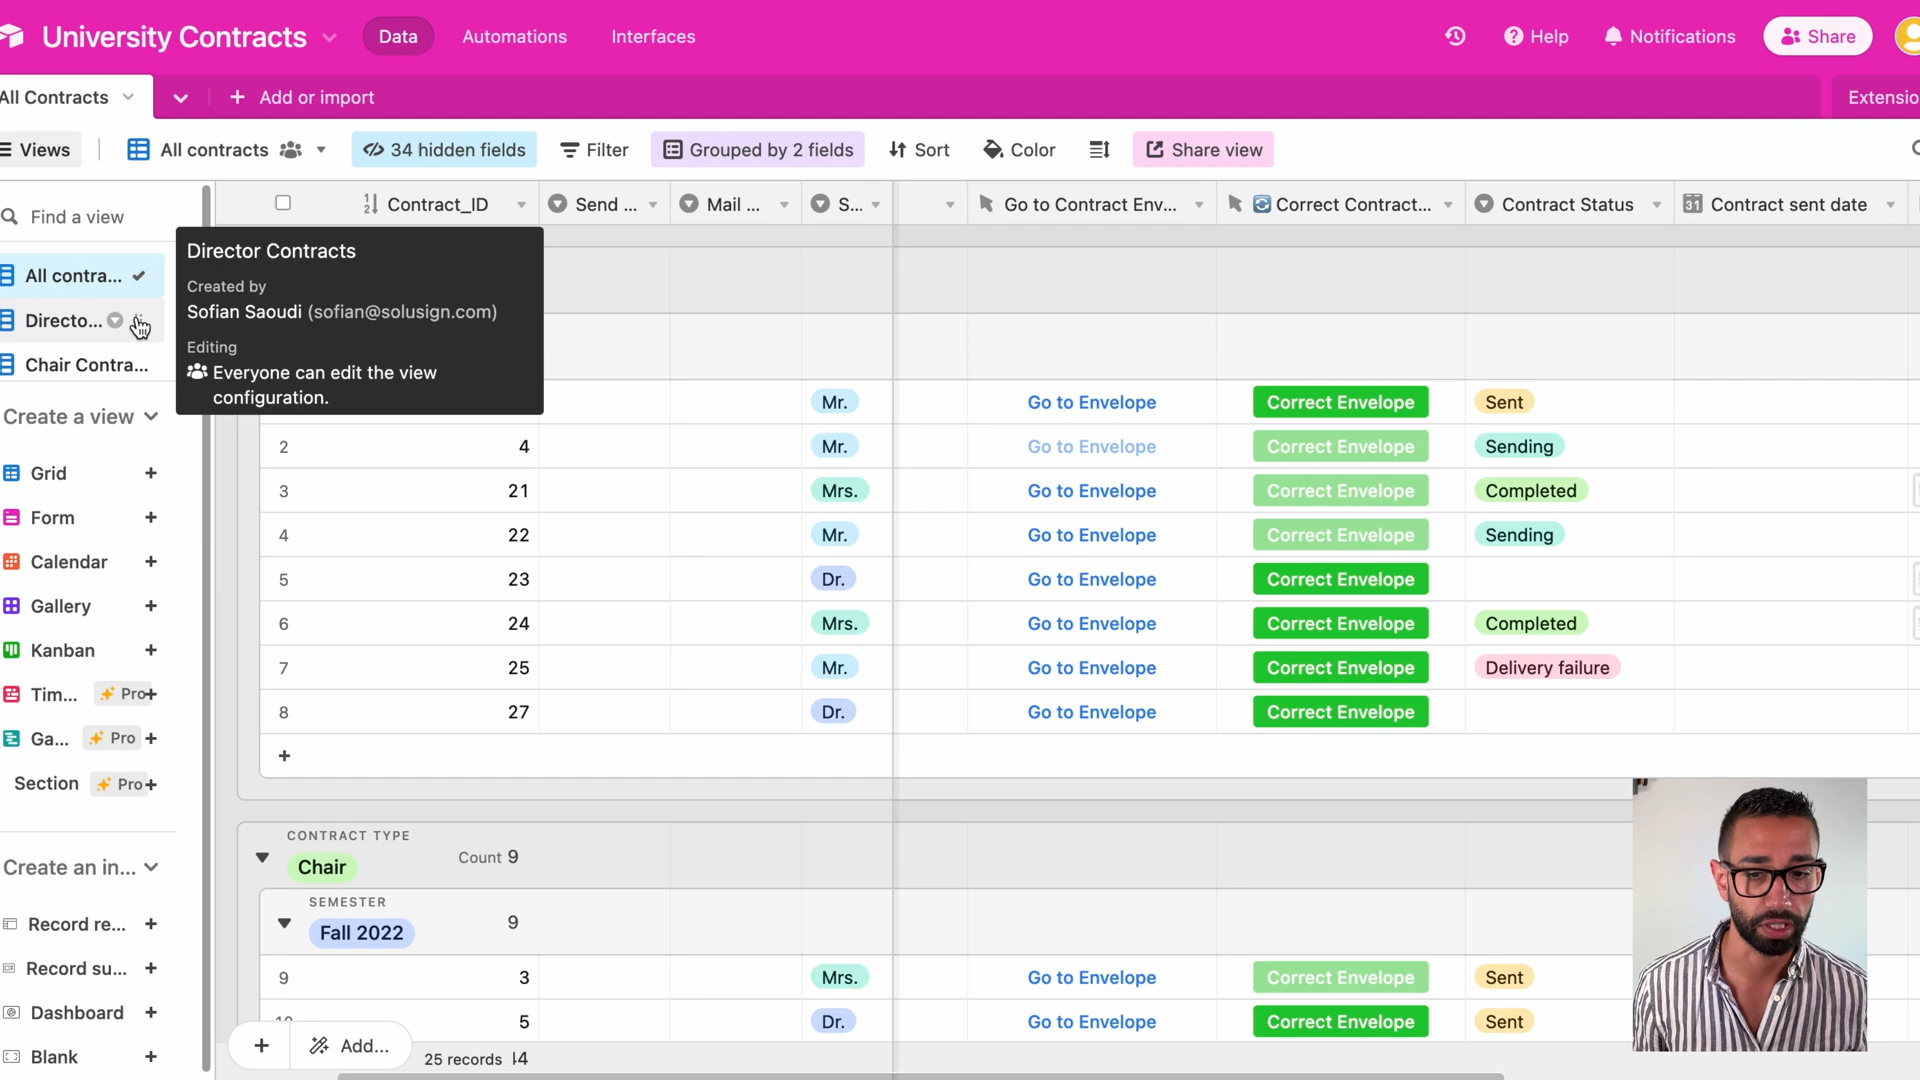 University Contracts
Data
Automations
Interfaces
Help
Notifications
Share
All Contracts
Add or import
Extensio
Views
All contracts
34 hidden fields
Filter
Grouped by 2 fields
Sort
Color
Share view
Find a view
Contract_ID
Send ...
Mail ...
S...
Go to Contract Env...
Correct Contract...
Contract Status
31 Contract sent date
All contra...
Directo...
Chair Contra...
Director Contracts
Created by
Sofian Saoudi (sofian@solusign.com)
Editing
Everyone can edit the view
configuration.
Mr. Go to Envelope Correct Envelope Sent
2 4 Mr. Go to Envelope Correct Envelope Sending
3 21 Mrs. Go to Envelope Correct Envelope Completed
4 22 Mr. Go to Envelope Correct Envelope Sending
5 23 Dr. Go to Envelope Correct Envelope
6 24 Mrs. Go to Envelope Correct Envelope Completed
7 25 Mr. Go to Envelope Correct Envelope Delivery failure
8 27 Dr. Go to Envelope Correct Envelope
+
Create a view
Grid +
Form +
Calendar +
Gallery +
Kanban +
Tim... Pro+
Ga... Pro +
Section Pro+
Create an in...
Record re... +
Record su... +
Dashboard +
Blank +
CONTRACT TYPE
Chair
Count 9
SEMESTER
Fall 2022
9
9 3 Mrs. Go to Envelope Correct Envelope Sent
5 Dr. Go to Envelope Correct Envelope Sent
+ Add...
25 records